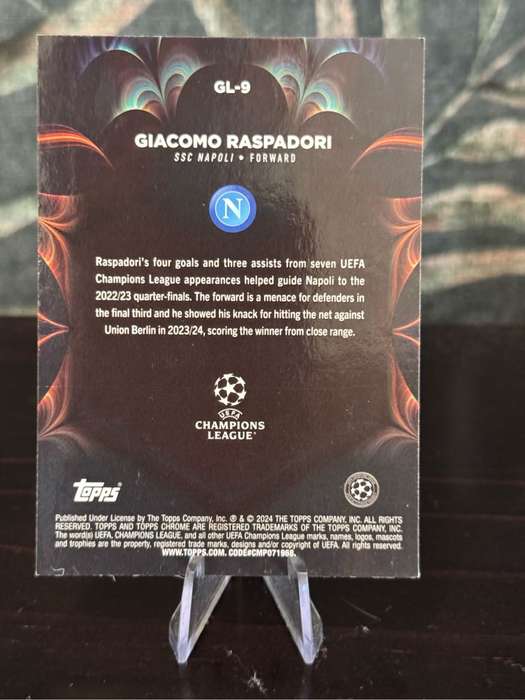 GL-9
GIACOMO RASPADORI
SSC NAPOLI • FORWARD
N
Raspadori's four goals and three assists from seven UEFA
Champions League appearances helped guide Napoli to the
2022/23 quarter-finals. The forward is a menace for defenders in
the final third and he showed his knack for hitting the net against
Union Berlin in 2023/24, scoring the winner from close range.
UEFA
CHAMPIONS
LEAGUE®
Topps®
Published Under License by The Topps Company, Inc. ® & © 2024 THE TOPPS COMPANY, INC. ALL RIGHTS
RESERVED. TOPPS AND TOPPS CHROME ARE REGISTERED TRADEMARKS OF THE TOPPS COMPANY, INC.
The word(s) UEFA, CHAMPIONS LEAGUE, and all other UEFA Champions League marks, names, logos, mascots
and trophies are the property, registered trade marks, designs and/or copyright of UEFA. All rights reserved.
WWW.TOPPS.COM. CODE#CMP071968.